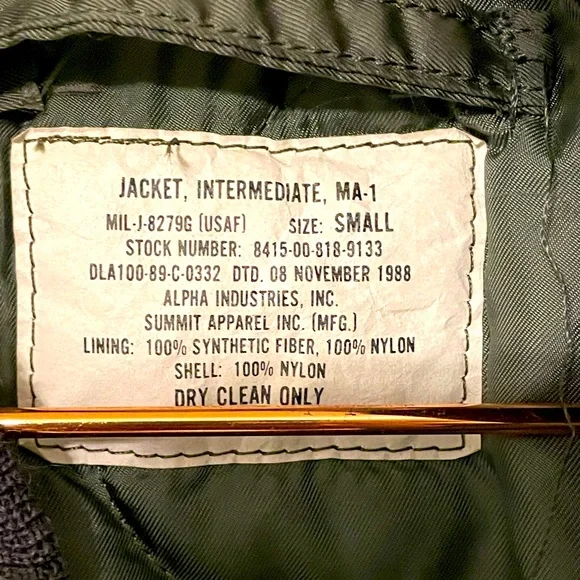 JACKET, INTERMEDIATE, MA-1
MIL-J-8279G (USAF) SIZE: SMALL
STOCK NUMBER: 8415-00-818-9133
DLA100-89-C-0332 DTD. 08 NOVEMBER 1988
ALPHA INDUSTRIES, INC.
SUMMIT APPAREL INC. (MFG.)
LINING: 100% SYNTHETIC FIBER, 100% NYLON
SHELL: 100% NYLON
DRY CLEAN ONLY